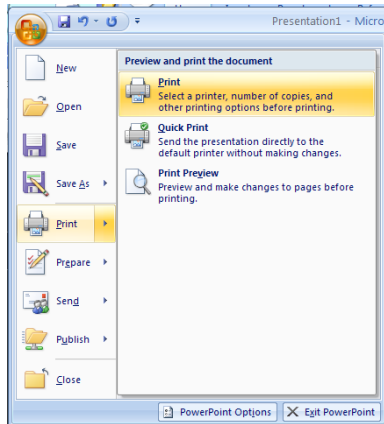 Presentation1 - Micro
New
Open
Save
Save As
Print
Prepare
Send
Publish
Close
Preview and print the document
Print
Select a printer, number of copies, and
other printing options before printing.
Quick Print
Send the presentation directly to the
default printer without making changes.
Print Preview
Preview and make changes to pages before
printing.
PowerPoint Options
Exit PowerPoint